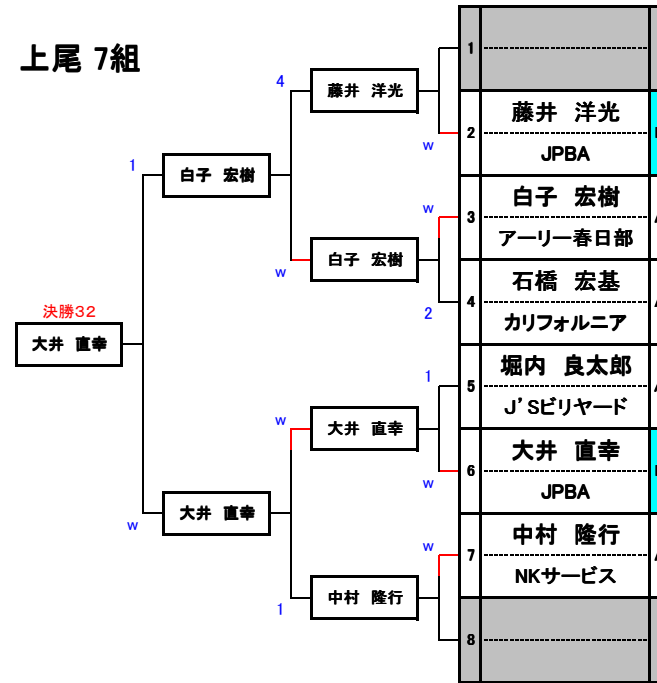 上尾 7組
決勝32
大井 直幸
1
白子 宏樹
w
大井 直幸
4
藤井 洋光
w
白子 宏樹
w
大井 直幸
1
中村 隆行
w
w
2
1
w
w
1
2
藤井 洋光
JPBA
3
白子 宏樹
アーリー春日部
4
石橋 宏基
カリフォルニア
5
堀内 良太郎
J'Sビリヤード
6
大井 直幸
JPBA
7
中村 隆行
NKサービス
8